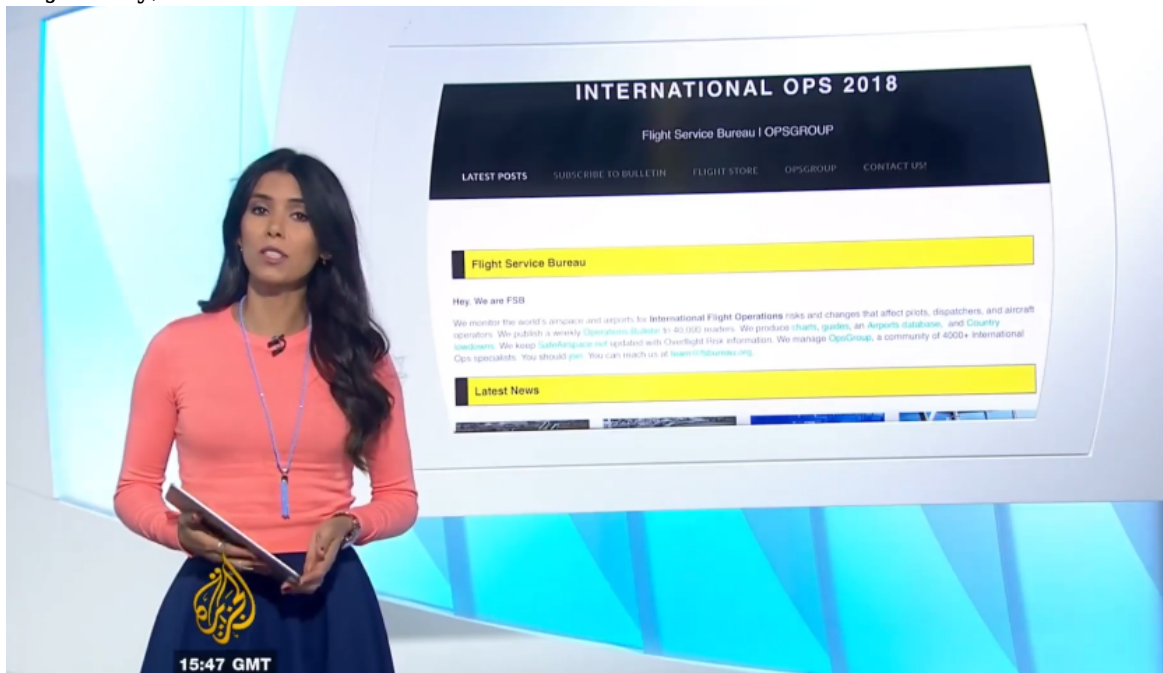 INTERNATIONAL OPS 2018
Flight Service Bureau | OPSGROUP
LATEST POSTS SUBSCRIBE TO BULLETIN FLIGHT STORE OPSGROUP CONTACT US!
Flight Service Bureau
Hey. We are FSB
We monitor the world's airspace and airports for International Flight Operations risks and changes that affect pilots, dispatchers, and aircraft
operators. We publish a weekly Operations Bulletin to 40,000 readers. We produce charts, guides, an Airports database, and Country
lowdowns. We keep SafeAirspace.net updated with Overflight Risk information. We manage OpsGroup, a community of 4000+ International
Ops specialists. You should join. You can reach us at team@fsbureau.org
Latest News
الجزيرة
15:47 GMT